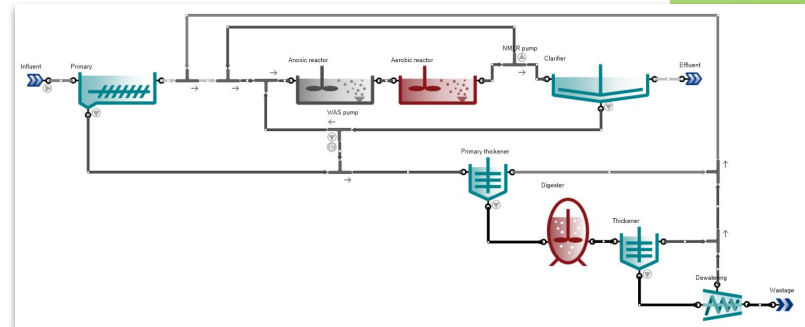 Influent
Primary
Anoxic reactor
Aerobic reactor
NMLR pump
Clarifier
Effluent
WAS pump
Primary thickener
Digester
Thickener
Dewatering
Wastage